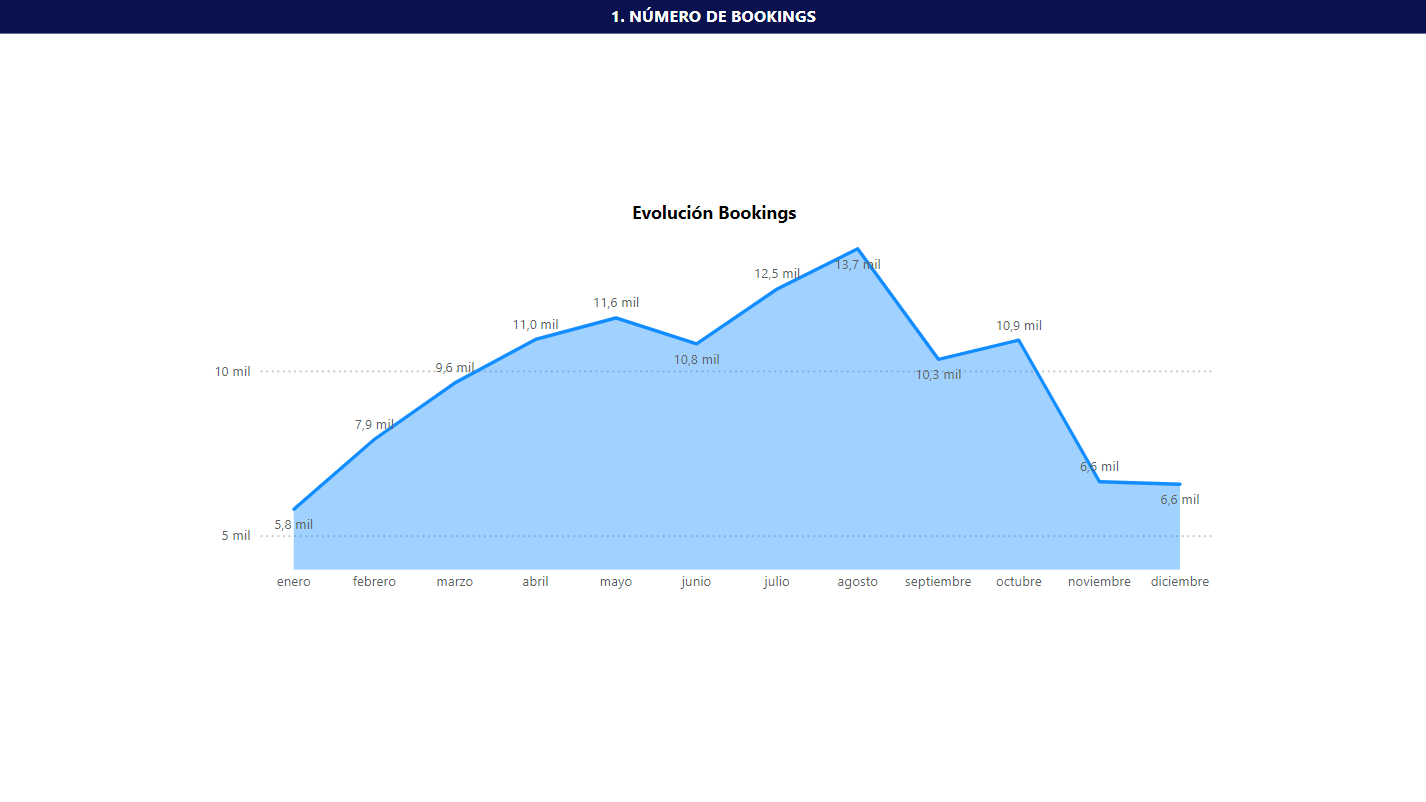 1. NÚMERO DE BOOKINGS
Evolución Bookings
13,7 mil
12,5 mil
11,6 mil
11,0 mil
10,9 mil
10,8 mil
9,6 mil
10 mil
10,3 mil
7,9 mil
6,6 mil
6,6 mil
5,8 mil
5 mil
enero febrero marzo abril mayo junio julio agosto septiembre octubre noviembre diciembre